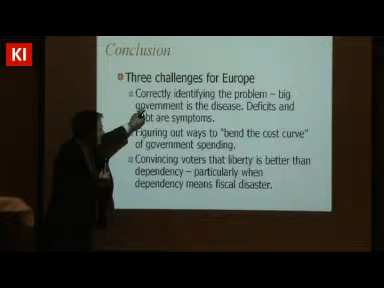 KI
Conclusion
Three challenges for Europe
Correctly identifying the problem – big
government is the disease. Deficits and
are symptoms.
Figuring out ways to "bend the cost curve"
of government spending.
Convincing voters that liberty is better than
dependency – particularly when
dependency means fiscal disaster.